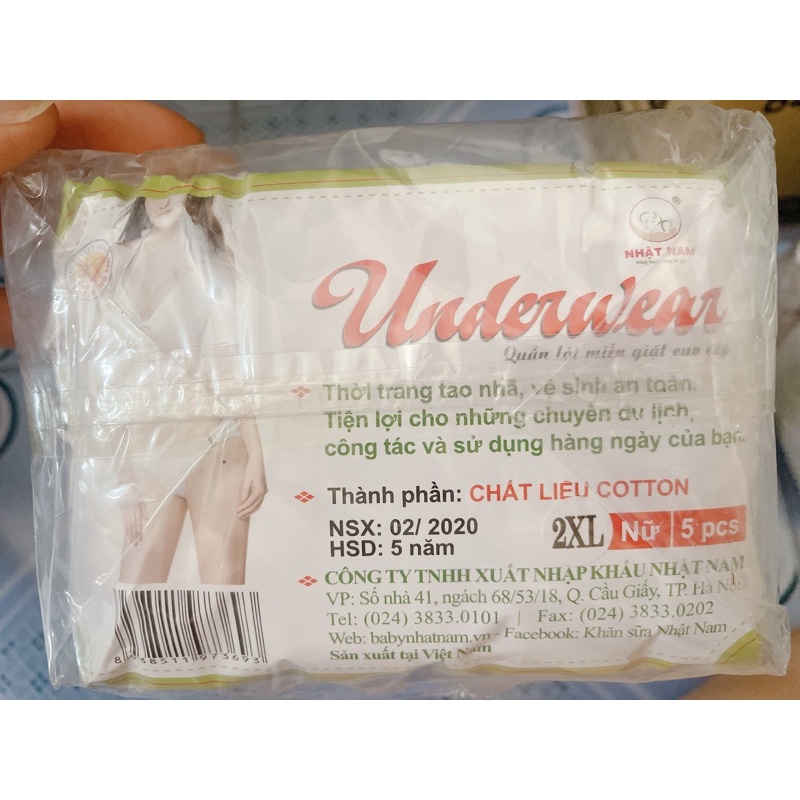 ®
NHẬT NAM
Underwear
Quần lót miễn giặt cao cấp
Thời trang tao nhã, vệ sinh an toàn.
Tiện lợi cho những chuyến du lịch,
công tác và sử dụng hàng ngày của bạn.
Thành phần: CHẤT LIỆU COTTON
NSX: 02/ 2020
HSD: 5 năm
2XL Nữ 5 pcs
CÔNG TY TNHH XUẤT NHẬP KHẨU NHẬT NAM
VP: Số nhà 41, ngách 68/53/18, Q. Cầu Giấy, TP. Hà Nội
Tel: (024) 3833.0101 | Fax: (024) 3833.0202
Web: babynhatnam.vn - Facebook: Khăn sữa Nhật Nam
Sản xuất tại Việt Nam
8 938511 973693